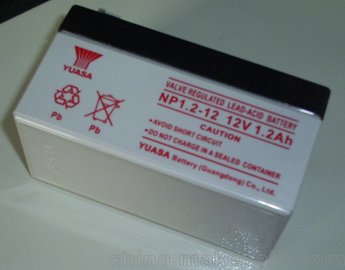 YUASA
VALVE REGULATED LEAD-ACID BATTERY
NP1.2-12 12V 1.2Ah
CAUTION
•AVOID SHORT CIRCUIT
•DO NOT CHARGE IN A SEALED CONTAINER
YUASA Battery (Guangdong) Co., Ltd.
Pb
Pb